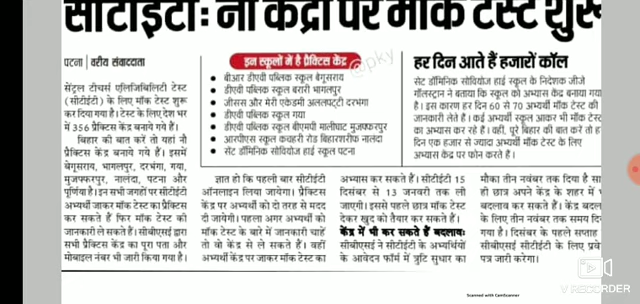 सीटीईटी: नौ केंद्रों पर मॉक टेस्ट शुरू
पटना | वरीय संवाददाता
सेंट्रल टीचर्स एलिजिबिलिटी टेस्ट
(सीटीईटी) के लिए मॉक टेस्ट शुरू
कर दिया गया है। टेस्ट के लिए देश भर
में 356 प्रैक्टिस केंद्र बनाये गये हैं।
बिहार की बात करें तो यहां नौ
प्रैक्टिस केंद्र बनाये गये हैं। इसमें
बेगूसराय, भागलपुर, दरभंगा, गया,
मुजफ्फरपुर, नालंदा, पटना और
पूर्णिया है। इन सभी जगहों पर सीटीईटी
अभ्यर्थी जाकर मॉक टेस्ट का प्रैक्टिस
कर सकते हैं फिर मॉक टेस्ट की
जानकारी ले सकते हैं। सीबीएसई द्वारा
सभी प्रैक्टिस केंद्र का पूरा पता और
मोबाइल नंबर भी जारी किया गया है।
इन स्कूलों में है प्रैक्टिस केंद्र
@pky
• बीआर डीएवी पब्लिक स्कूल बेगूसराय
• डीएवी पब्लिक स्कूल बरारी भागलपुर
• जीसस और मेरी एकेडमी अललपट्टी दरभंगा
• डीएवी पब्लिक स्कूल गया
• डीएवी पब्लिक स्कूल बीएमपी मालीघाट मुजफ्फरपुर
• आरपीएस स्कूल कचहरी रोड बिहारशरीफ नालंदा
• सेंट डॉमिनिक सोवियोज हाई स्कूल पटना
ज्ञात हो कि पहली बार सीटीईटी
ऑनलाइन लिया जायेगा। प्रैक्टिस
केंद्र पर अभ्यर्थी को दो तरह से मदद
दी जायेगी। पहला अगर अभ्यर्थी को
मॉक टेस्ट के बारे में जानकारी चाहें
तो वो केंद्र से ले सकते हैं। वहीं
अभ्यर्थी केंद्र पर जाकर मॉक टेस्ट का
अभ्यास कर सकते हैं। सीटीईटी 15
दिसंबर से 13 जनवरी तक ली
जाएगी। इससे पहले छात्र मॉक टेस्ट
देकर खुद को तैयार कर सकते हैं।
केंद्र में भी कर सकते हैं बदलाव:
सीबीएसई ने सीटीईटी के अभ्यर्थियों
के आवेदन फॉर्म में त्रुटि सुधार का
हर दिन आते हैं हजारों कॉल
सेंट डॉमिनिक सोवियोज हाई स्कूल के निदेशक जीजे
गॉलस्टान ने बताया कि स्कूल को अभ्यास केंद्र बनाया गया
है। इस कारण हर दिन 60 से 70 अभ्यर्थी मॉक टेस्ट की
जानकारी लेते हैं। कई अभ्यर्थी स्कूल आकर भी मॉक टेस्ट
का अभ्यास कर रहे हैं। वहीं, पूरे बिहार की बात करें तो ह
दिन एक हजार से ज्यादा अभ्यर्थी मॉक टेस्ट के लिए
अभ्यास केंद्र पर फोन करते हैं।
मौका तीन नवंबर तक दिया है सा
ही छात्र अपने केंद्र के शहर में भ
बदलाव कर सकते हैं। केंद्र बदल
के लिए तीन नवंबर तक समय दि
गया है। दिसंबर के पहले सप्ताह
सीबीएसई सीटीईटी के लिए प्रवे
पत्र जारी करेगा।
Scanned with CamScanner
VIRECORDER